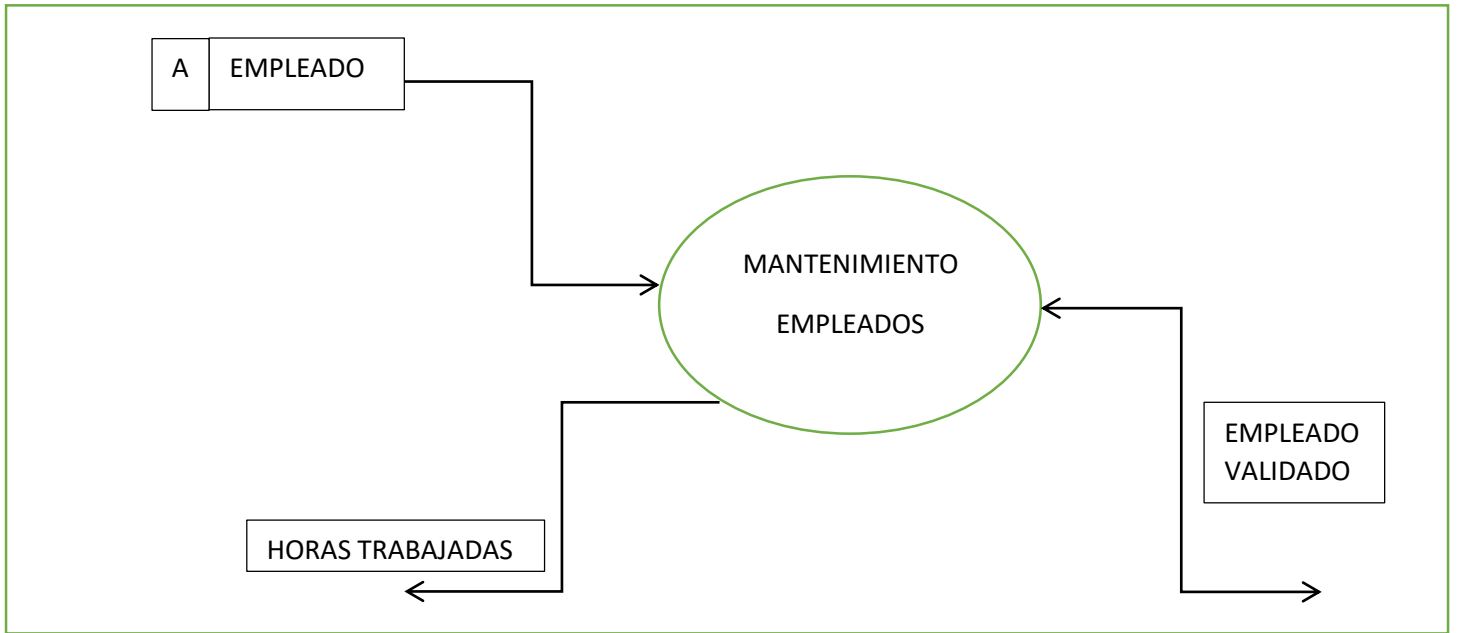 A EMPLEADO
MANTENIMIENTO
EMPLEADOS
EMPLEADO
VALIDADO
HORAS TRABAJADAS